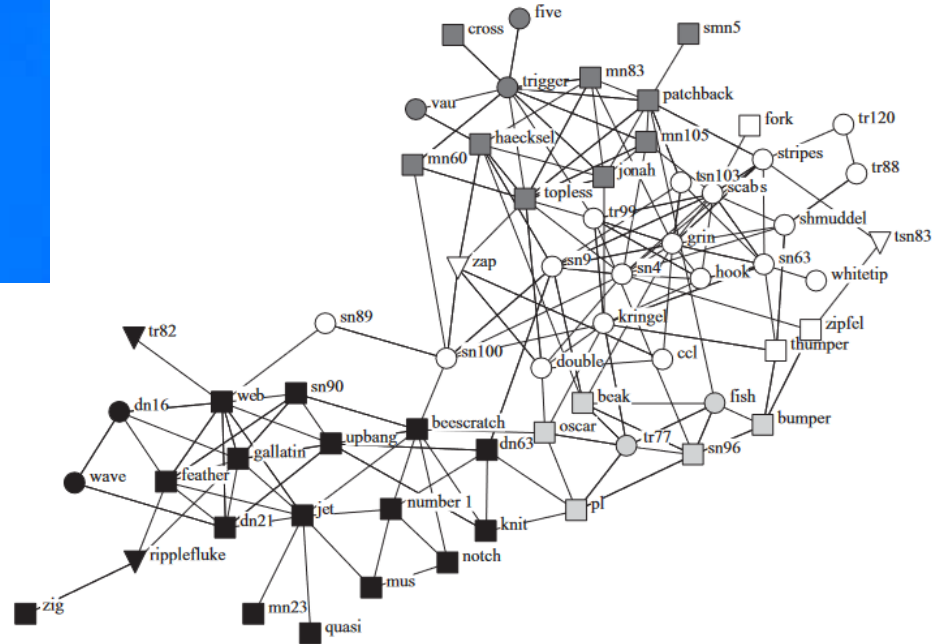 five
cross
smn5
mn83
trigger
patchback
vau
fork
tr120
haecksel
mn105
stripes
mn60
jonah
tsn103
tr88
topless
scabs
tr99
shmuddel
grin
tsn83
zap
sn9
sn4
hook
sn63
whitetip
sn89
kringel
zipfel
tr82
sn100
double
ccl
thumper
web
sn90
beak
fish
dn16
beescratch
oscar
bumper
upbang
dn63
tr77
gallatin
sn96
wave
feather
number 1
pl
dn21
jet
knit
ripplefluke
notch
mus
zig
mn23
quasi